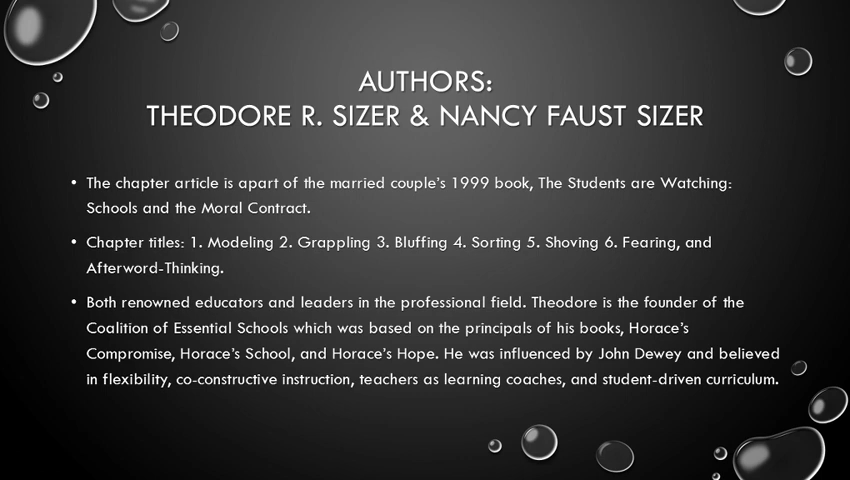 AUTHORS:
THEODORE R. SIZER & NANCY FAUST SIZER
• The chapter article is apart of the married couple's 1999 book, The Students are Watching:
Schools and the Moral Contract.
• Chapter titles: 1. Modeling 2. Grappling 3. Bluffing 4. Sorting 5. Shoving 6. Fearing, and
Afterword-Thinking.
• Both renowned educators and leaders in the professional field. Theodore is the founder of the
Coalition of Essential Schools which was based on the principals of his books, Horace's
Compromise, Horace's School, and Horace's Hope. He was influenced by John Dewey and believed
in flexibility, co-constructive instruction, teachers as learning coaches, and student-driven curriculum.